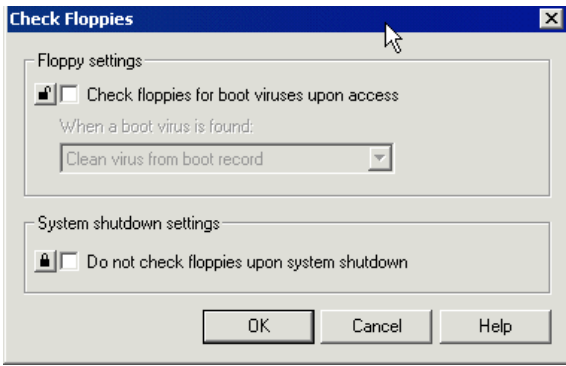 Check Floppies
Floppy settings
Check floppies for boot viruses upon access
When a boot virus is found:
Clean virus from boot record
System shutdown settings
Do not check floppies upon system shutdown
OK Cancel Help